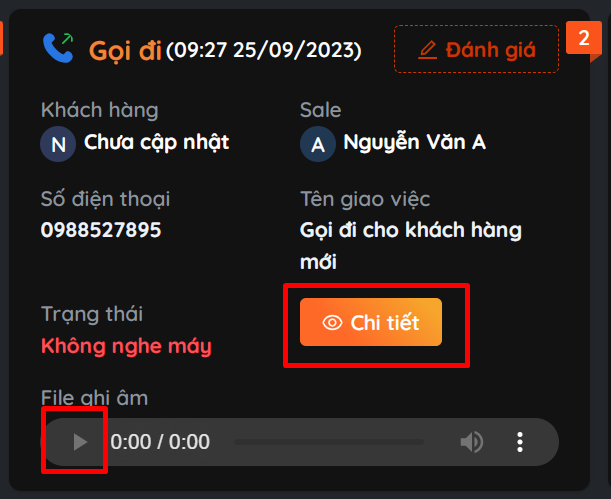 Gọi đi (09:27 25/09/2023)
Đánh giá
2
Khách hàng
N Chưa cập nhật
Sale
A Nguyễn Văn A
Số điện thoại
0988527895
Tên giao việc
Gọi đi cho khách hàng
mới
Trạng thái
Không nghe máy
Chi tiết
File ghi âm
0:00 / 0:00